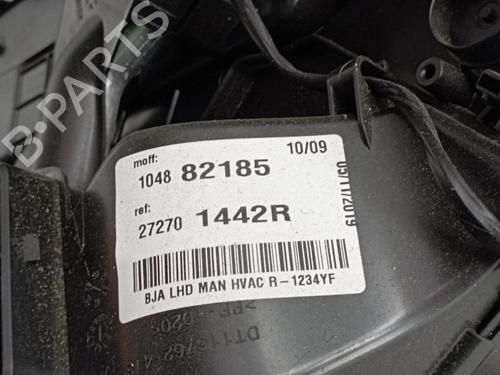 moff:
1048 82185
10/09
ref:
27270 1442R
05/11/2019
BJA LHD MAN HVAC R-1234YF
B-PARTS